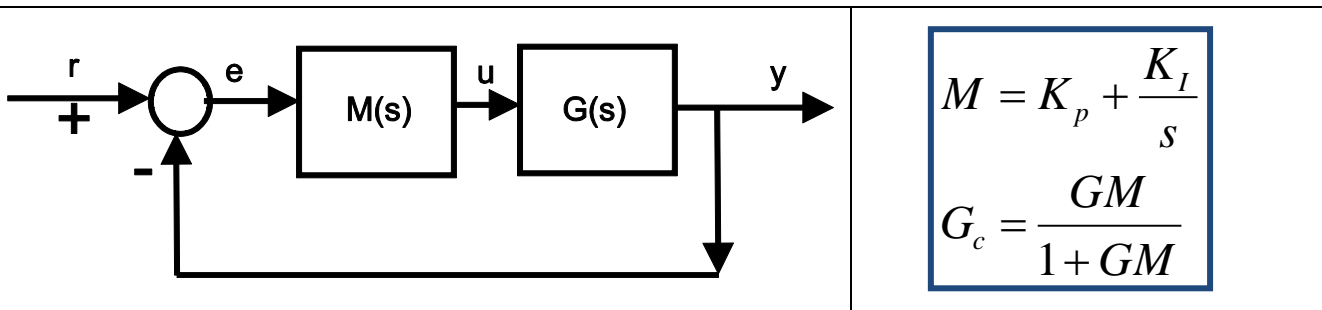 r
+
-
e
M(s)
u
G(s)
y
M = K_p + K_I / s
G_c = GM / (1 + GM)